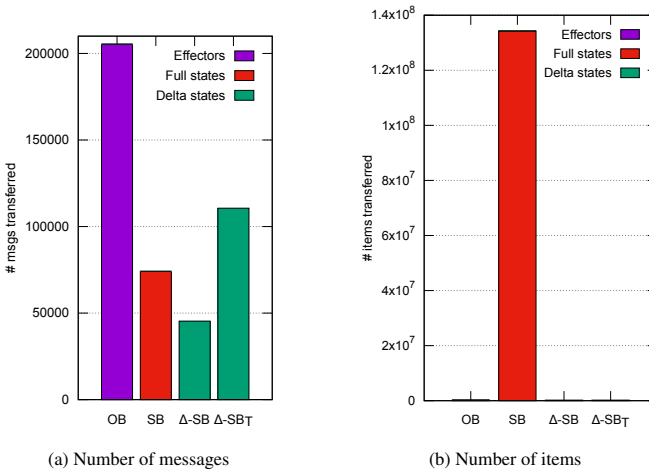 Effectors
Full states
Delta states
# msgs transferred
200000
150000
100000
50000
0
OB SB Δ-SB Δ-SBT
(a) Number of messages
Effectors
Full states
Delta states
# items transferred
1.4x10^8
1.2x10^8
1x10^8
8x10^7
6x10^7
4x10^7
2x10^7
0
OB SB Δ-SB Δ-SBT
(b) Number of items